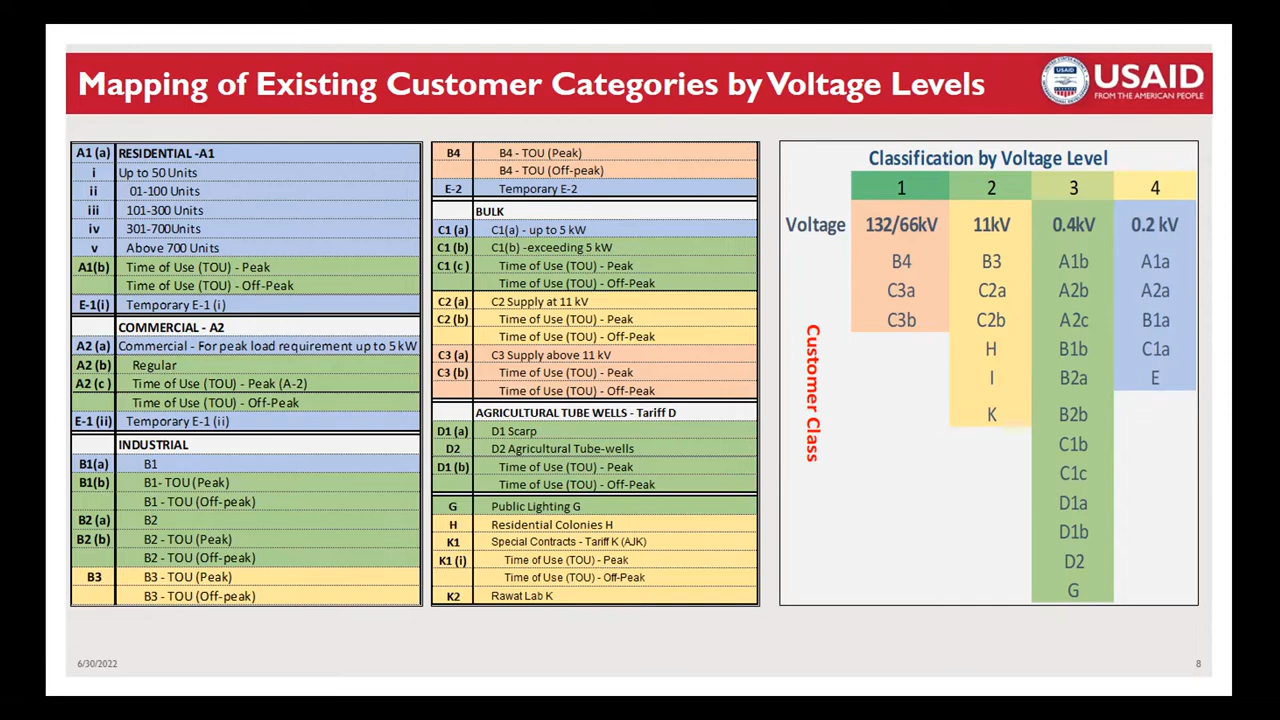 Mapping of Existing Customer Categories by Voltage Levels
USAID
FROM THE AMERICAN PEOPLE
A1 (a) RESIDENTIAL -A1
i Up to 50 Units
ii 01-100 Units
iii 101-300 Units
iv 301-700Units
v Above 700 Units
A1(b) Time of Use (TOU) - Peak
Time of Use (TOU) - Off-Peak
E-1(i) Temporary E-1 (i)
COMMERCIAL - A2
A2 (a) Commercial - For peak load requirement up to 5 kW
A2 (b) Regular
A2 (c ) Time of Use (TOU) - Peak (A-2)
Time of Use (TOU) - Off-Peak
E-1 (ii) Temporary E-1 (ii)
INDUSTRIAL
B1(a) B1
B1(b) B1- TOU (Peak)
B1 - TOU (Off-peak)
B2 (a) B2
B2 (b) B2 - TOU (Peak)
B2 - TOU (Off-peak)
B3 B3 - TOU (Peak)
B3 - TOU (Off-peak)
B4 B4 - TOU (Peak)
B4 - TOU (Off-peak)
E-2 Temporary E-2
BULK
C1 (a) C1(a) - up to 5 kW
C1 (b) C1(b) -exceeding 5 kW
C1 (c ) Time of Use (TOU) - Peak
Time of Use (TOU) - Off-Peak
C2 (a) C2 Supply at 11 kV
C2 (b) Time of Use (TOU) - Peak
Time of Use (TOU) - Off-Peak
C3 (a) C3 Supply above 11 kV
C3 (b) Time of Use (TOU) - Peak
Time of Use (TOU) - Off-Peak
AGRICULTURAL TUBE WELLS - Tariff D
D1 (a) D1 Scarp
D2 D2 Agricultural Tube-wells
D1 (b) Time of Use (TOU) - Peak
Time of Use (TOU) - Off-Peak
G Public Lighting G
H Residential Colonies H
K1 Special Contracts - Tariff K (AJK)
K1 (i) Time of Use (TOU) - Peak
Time of Use (TOU) - Off-Peak
K2 Rawat Lab K
Classification by Voltage Level
1 2 3 4
Voltage 132/66kV 11kV 0.4kV 0.2 kV
Customer Class
B4 B3 A1b A1a
C3a C2a A2b A2a
C3b C2b A2c B1a
H B1b C1a
I B2a E
K B2b
C1b
C1c
D1a
D1b
D2
G
6/30/2022
8